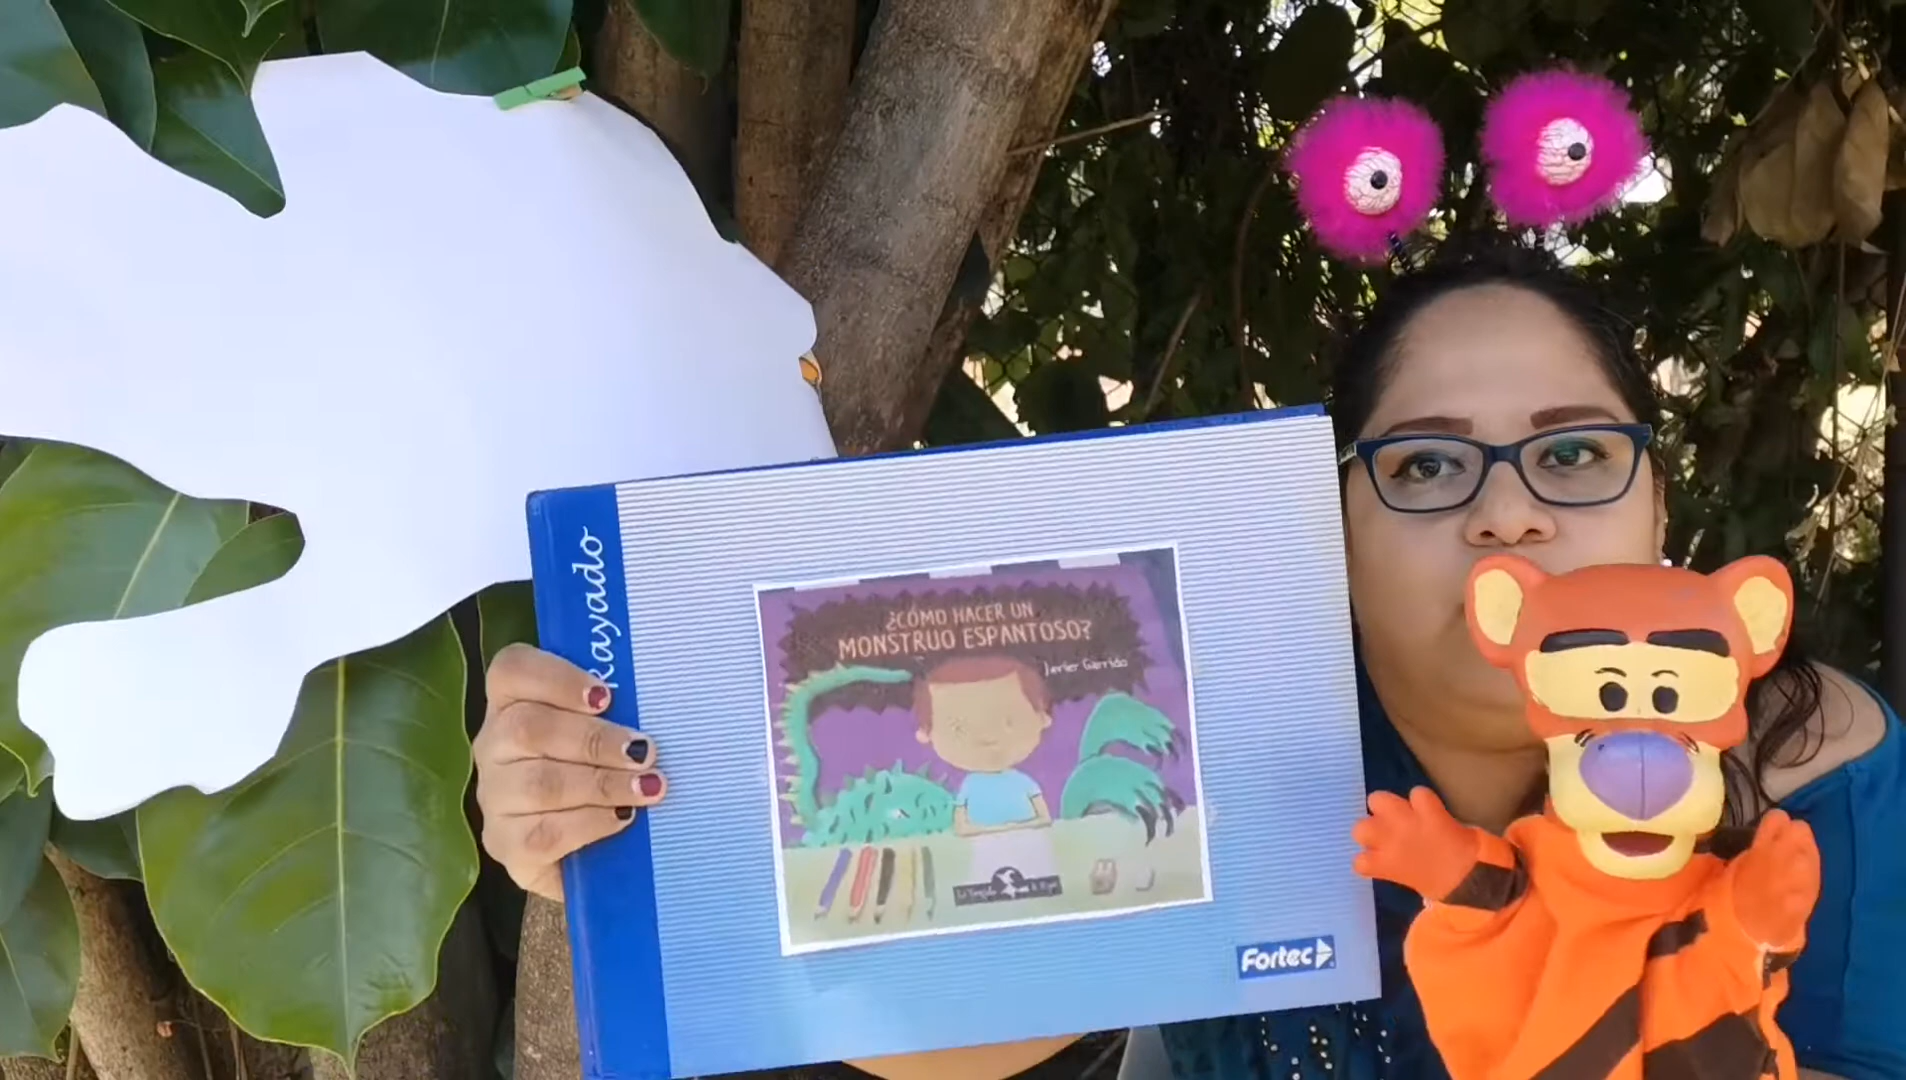 Rayado
¿CÓMO HACER UN
MONSTRUO ESPANTOSO?
Javier Garrido
Fortec